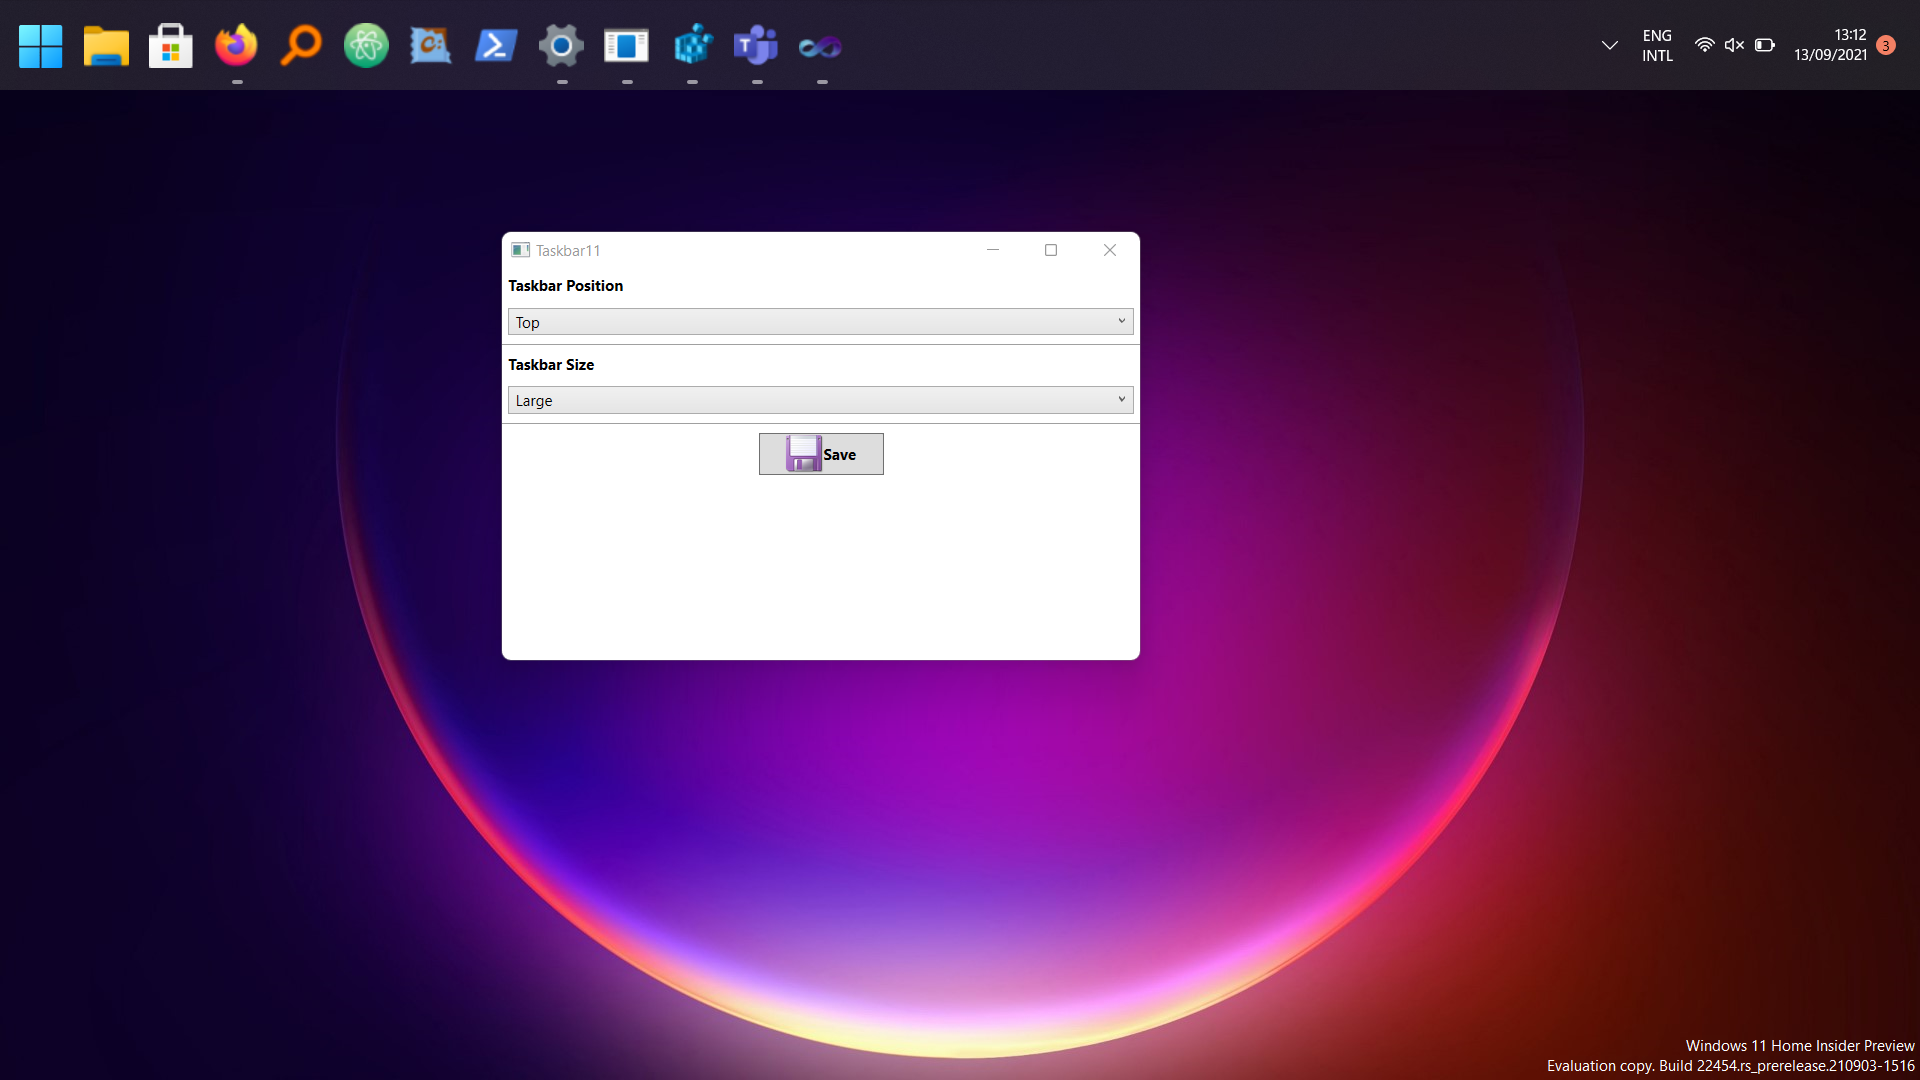 ENG
INTL
13:12
13/09/2021
3
Taskbar11
Taskbar Position
Top
Taskbar Size
Large
Save
Windows 11 Home Insider Preview
Evaluation copy. Build 22454.rs_prerelease.210903-1516